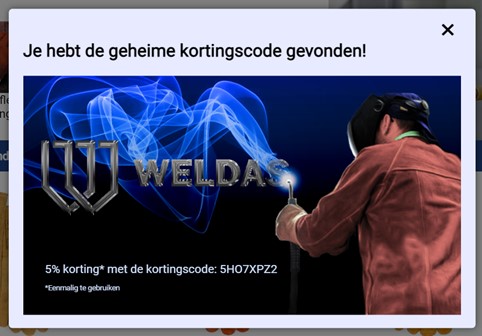 Je hebt de geheime kortingscode gevonden!
WELDAS
5% korting* met de kortingscode: 5HO7XPZ2
*Eenmalig te gebruiken